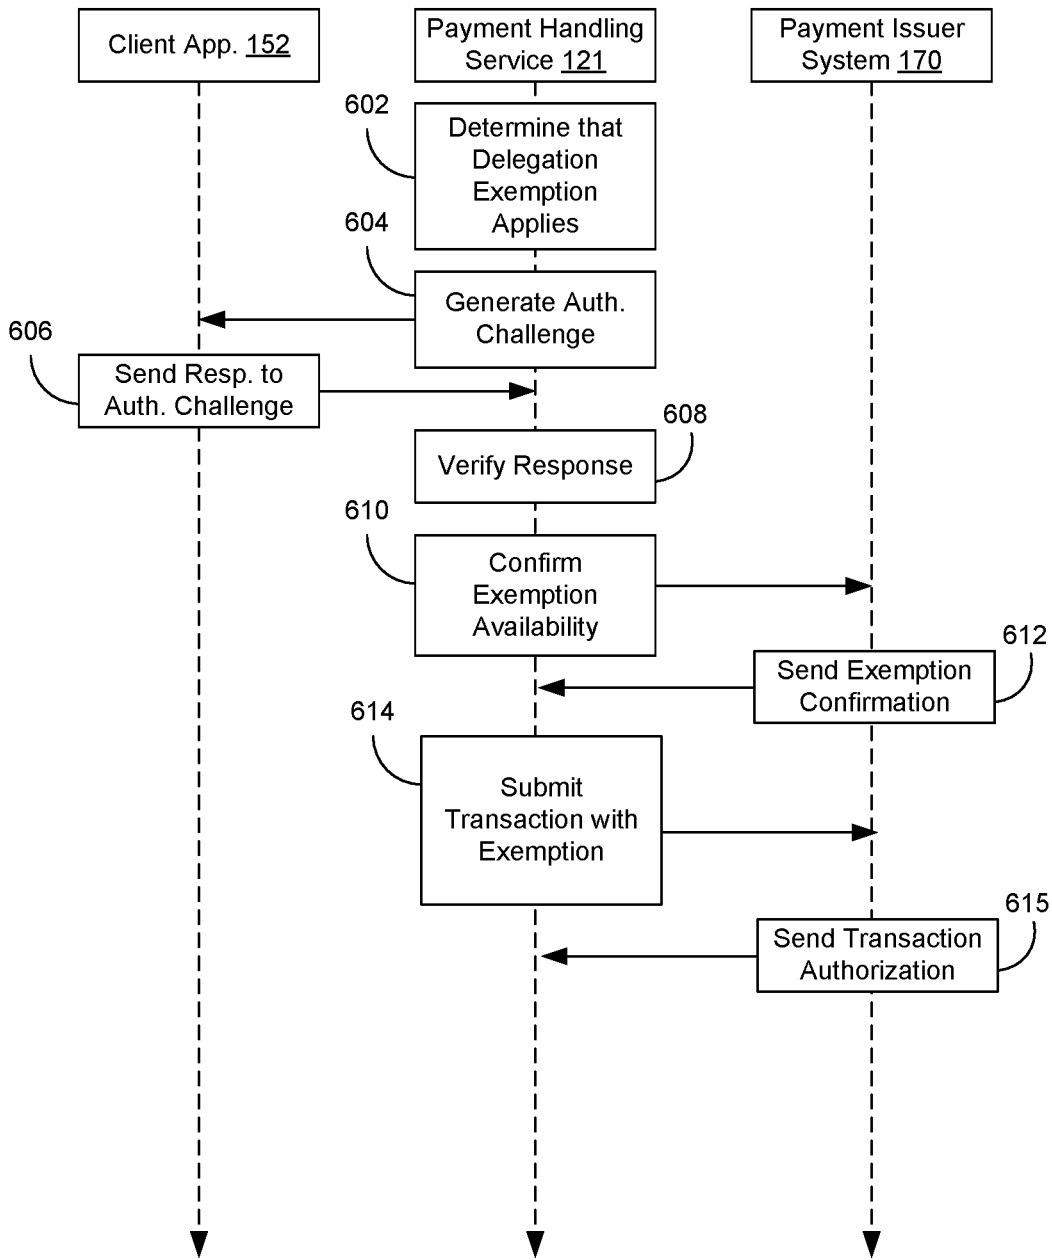 Client App. 152
Payment Handling
Service 121
Payment Issuer
System 170
602
Determine that
Delegation
Exemption
Applies
604
Generate Auth.
Challenge
606
Send Resp. to
Auth. Challenge
608
Verify Response
610
Confirm
Exemption
Availability
612
Send Exemption
Confirmation
614
Submit
Transaction with
Exemption
615
Send Transaction
Authorization